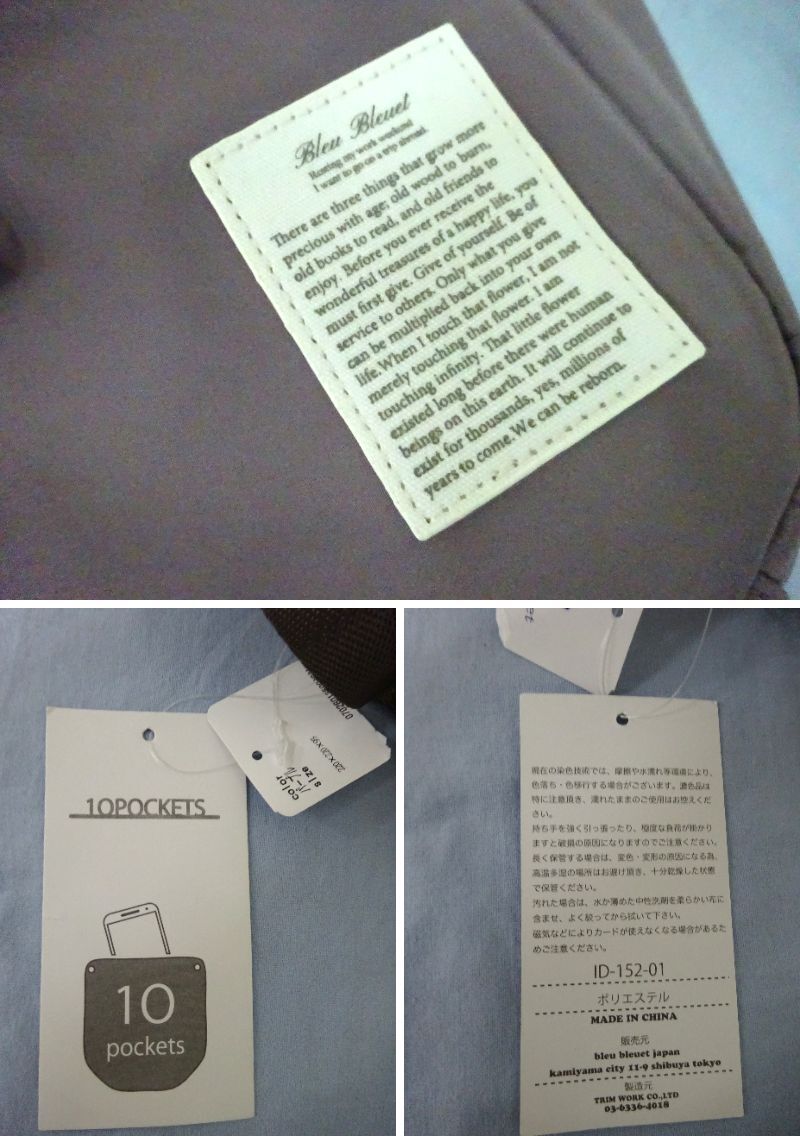 Bleu Bleuet
Hosting my work weekend
I want to go on a trip abroad.
There are three things that grow more
precious with age; old wood to burn,
old books to read, and old friends to
enjoy. Before you ever receive the
wonderful treasures of a happy life, you
must first give. Give of yourself. Be of
service to others. Only what you give
can be multiplied back into your own
life.When I touch that flower, I am not
merely touching that flower. I am
touching infinity. That little flower
existed long before there were human
beings on this earth. It will continue to
exist for thousands, yes, millions of
years to come.We can be reborn.
220×220×95
color
パープル
size
10POCKETS
10
pockets
現在の染色技術では、摩擦や水濡れ等環境により、
色落ち・色移行する場合がございます。濃色品は
特に注意頂き、濡れたままのご使用はお控えくだ
さい。
持ち手を強く引っ張ったり、極度な負荷が掛かり
ますと破損の原因になりますのでご注意ください。
長く保管する場合は、変色・変形の原因になる為、
高温多湿の場所はお避け頂き、十分乾燥した状態
で保管ください。
汚れた場合は、水か薄めた中性洗剤を柔らかい布に
含ませ、よく絞ってから拭いて下さい。
磁気などによりカードが使えなくなる場合があるた
めご注意ください。
ID-152-01
ポリエステル
MADE IN CHINA
販売元
bleu bleuet japan
kamiyama city 11-9 shibuya tokyo
製造元
TRIM WORK CO.,LTD
03-6336-4018